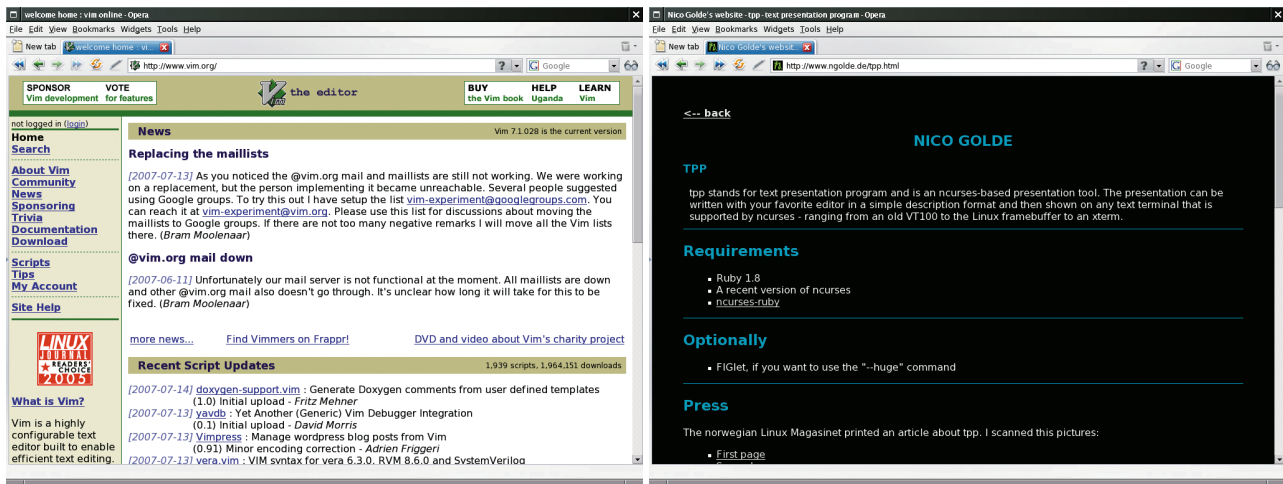 welcome home : vim online - Opera
File Edit View Bookmarks Widgets Tools Help
New tab
welcome home : vi...
http://www.vim.org/
?
Google
SPONSOR VOTE
Vim development for features
the editor
BUY HELP LEARN
the Vim book Uganda Vim
not logged in (login)
Home
Search
About Vim
Community
News
Sponsoring
Trivia
Documentation
Download
Scripts
Tips
My Account
Site Help
LINUX
JOURNAL
READERS'
CHOICE
2005
What is Vim?
Vim is a highly
configurable text
editor built to enable
efficient text editing.
News
Vim 7.1.028 is the current version
Replacing the maillists
[2007-07-13] As you noticed the @vim.org mail and maillists are still not working. We were working
on a replacement, but the person implementing it became unreachable. Several people suggested
using Google groups. To try this out I have setup the list vim-experiment@googlegroups.com. You
can reach it at vim-experiment@vim.org. Please use this list for discussions about moving the
maillists to Google groups. If there are not too many negative remarks I will move all the Vim lists
there. (Bram Moolenaar)
@vim.org mail down
[2007-06-11] Unfortunately our mail server is not functional at the moment. All maillists are down
and other @vim.org mail also doesn't go through. It's unclear how long it will take for this to be
fixed. (Bram Moolenaar)
more news... Find Vimmers on Frappr! DVD and video about Vim's charity project
Recent Script Updates
1,939 scripts, 1,964,151 downloads
[2007-07-14] doxygen-support.vim : Generate Doxygen comments from user defined templates
(1.0) Initial upload - Fritz Mehner
[2007-07-13] yavdb : Yet Another (Generic) Vim Debugger Integration
(0.1) Initial upload - David Morris
[2007-07-13] Vimpress : Manage wordpress blog posts from Vim
(0.91) Minor encoding correction - Adrien Friggeri
[2007-07-13] vera.vim : VIM syntax for vera 6.3.0, RVM 8.6.0 and SystemVerilog
Nico Golde's website - tpp - text presentation program - Opera
File Edit View Bookmarks Widgets Tools Help
New tab
Nico Golde's websit...
http://www.ngolde.de/tpp.html
?
Google
<-- back
NICO GOLDE
TPP
tpp stands for text presentation program and is an ncurses-based presentation tool. The presentation can be
written with your favorite editor in a simple description format and then shown on any text terminal that is
supported by ncurses - ranging from an old VT100 to the Linux framebuffer to an xterm.
Requirements
Ruby 1.8
A recent version of ncurses
ncurses-ruby
Optionally
FIGlet, if you want to use the "--huge" command
Press
The norwegian Linux Magasinet printed an article about tpp. I scanned this pictures:
First page